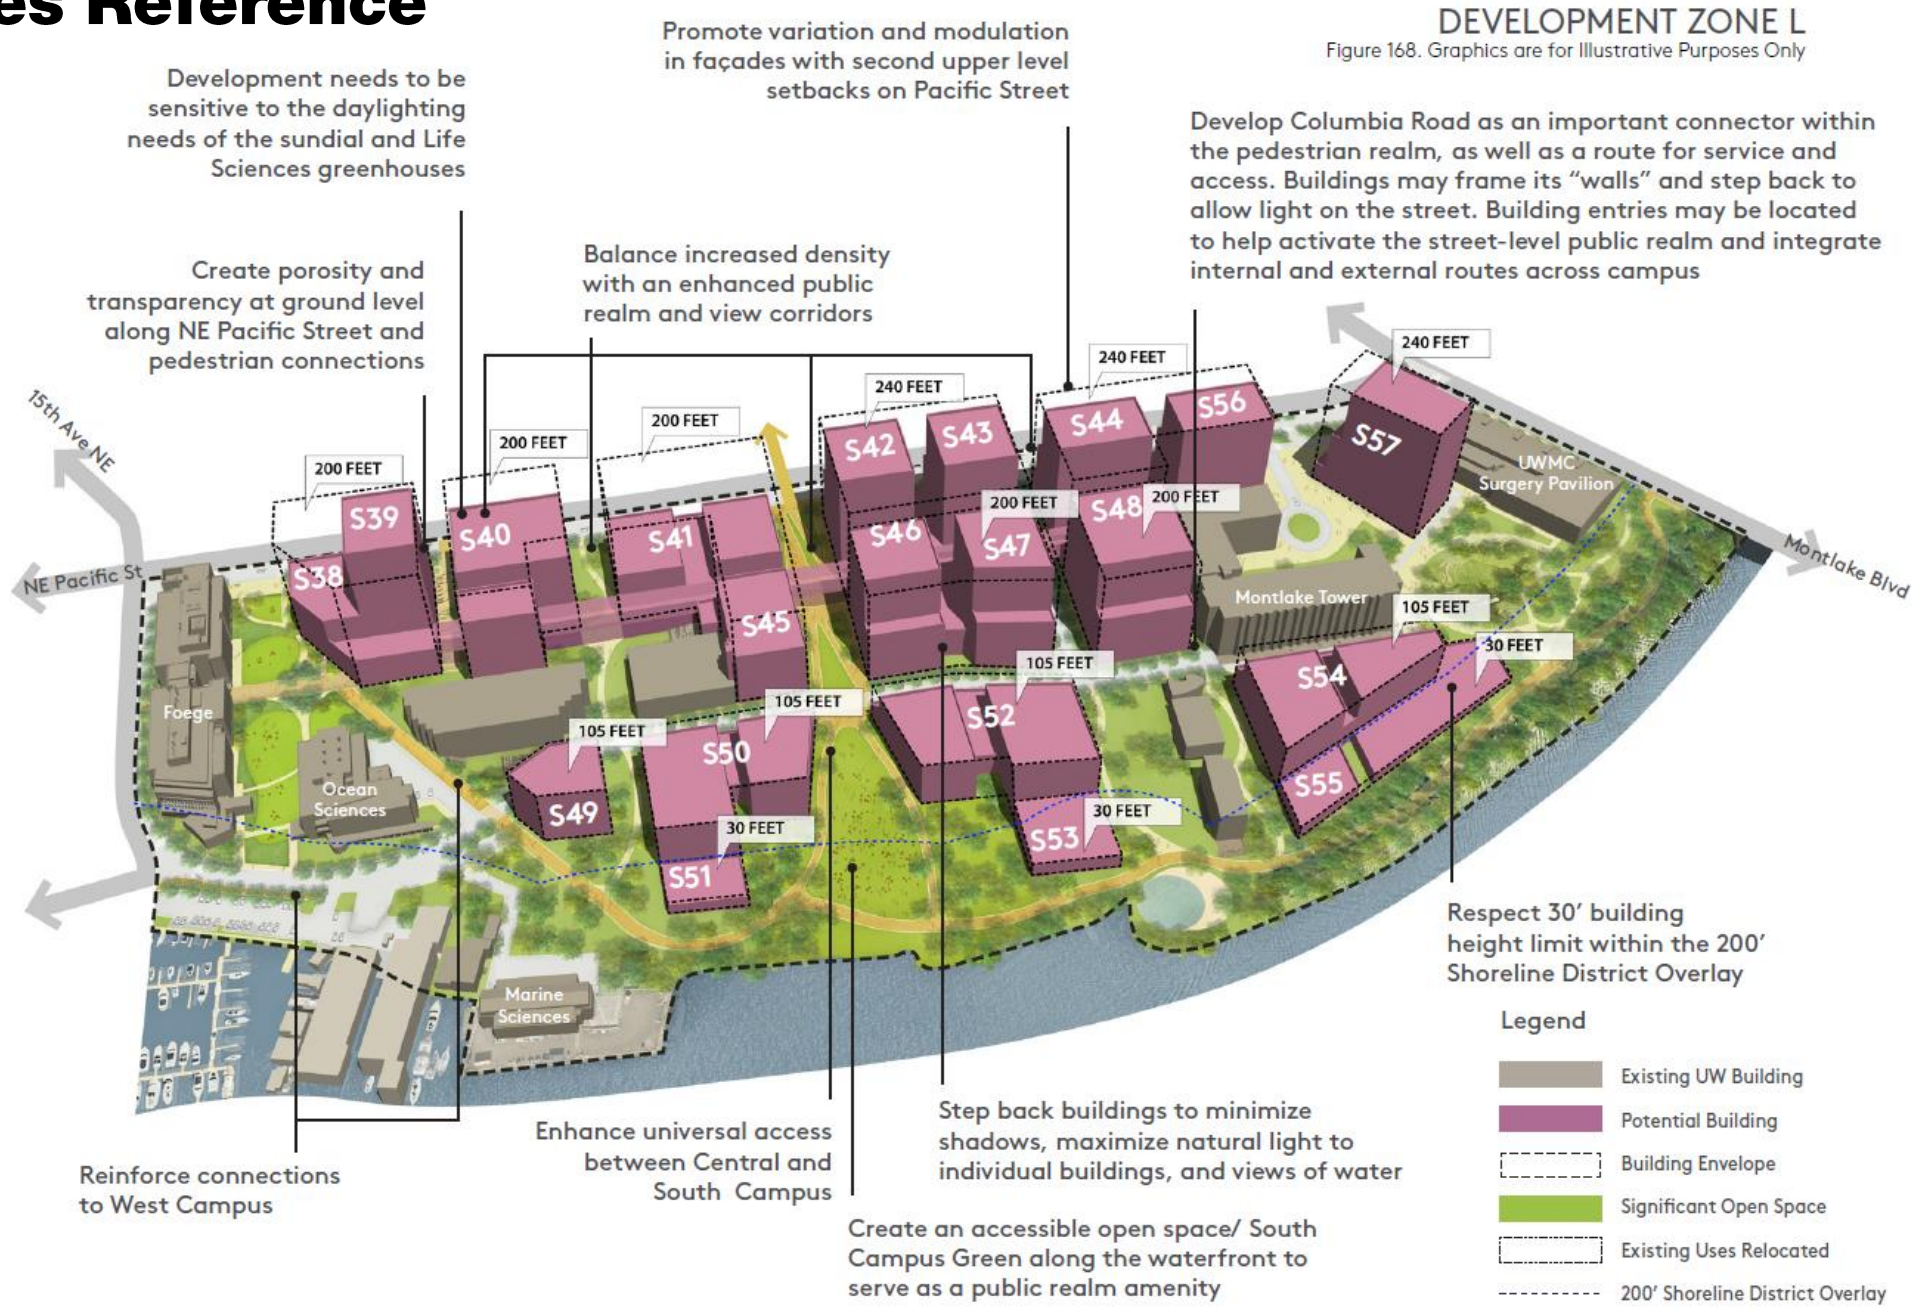 es Reference
DEVELOPMENT ZONE L
Figure 168. Graphics are for Illustrative Purposes Only
Promote variation and modulation
in façades with second upper level
setbacks on Pacific Street
Development needs to be
sensitive to the daylighting
needs of the sundial and Life
Sciences greenhouses
Develop Columbia Road as an important connector within
the pedestrian realm, as well as a route for service and
access. Buildings may frame its “walls” and step back to
allow light on the street. Building entries may be located
to help activate the street-level public realm and integrate
internal and external routes across campus
Create porosity and
transparency at ground level
along NE Pacific Street and
pedestrian connections
Balance increased density
with an enhanced public
realm and view corridors
15th Ave NE
NE Pacific St
Montlake Blvd
200 FEET
200 FEET
200 FEET
240 FEET
240 FEET
240 FEET
S39
S38
S40
S41
S42
S43
S44
S56
S57
UWMC
Surgery Pavilion
200 FEET
200 FEET
S46
S47
S48
S45
Montlake Tower
105 FEET
30 FEET
105 FEET
105 FEET
105 FEET
Foege
Ocean
Sciences
S49
S50
S52
S54
S55
30 FEET
30 FEET
S51
S53
Marine
Sciences
Respect 30’ building
height limit within the 200’
Shoreline District Overlay
Reinforce connections
to West Campus
Enhance universal access
between Central and
South Campus
Step back buildings to minimize
shadows, maximize natural light to
individual buildings, and views of water
Create an accessible open space/ South
Campus Green along the waterfront to
serve as a public realm amenity
Legend
Existing UW Building
Potential Building
Building Envelope
Significant Open Space
Existing Uses Relocated
200’ Shoreline District Overlay